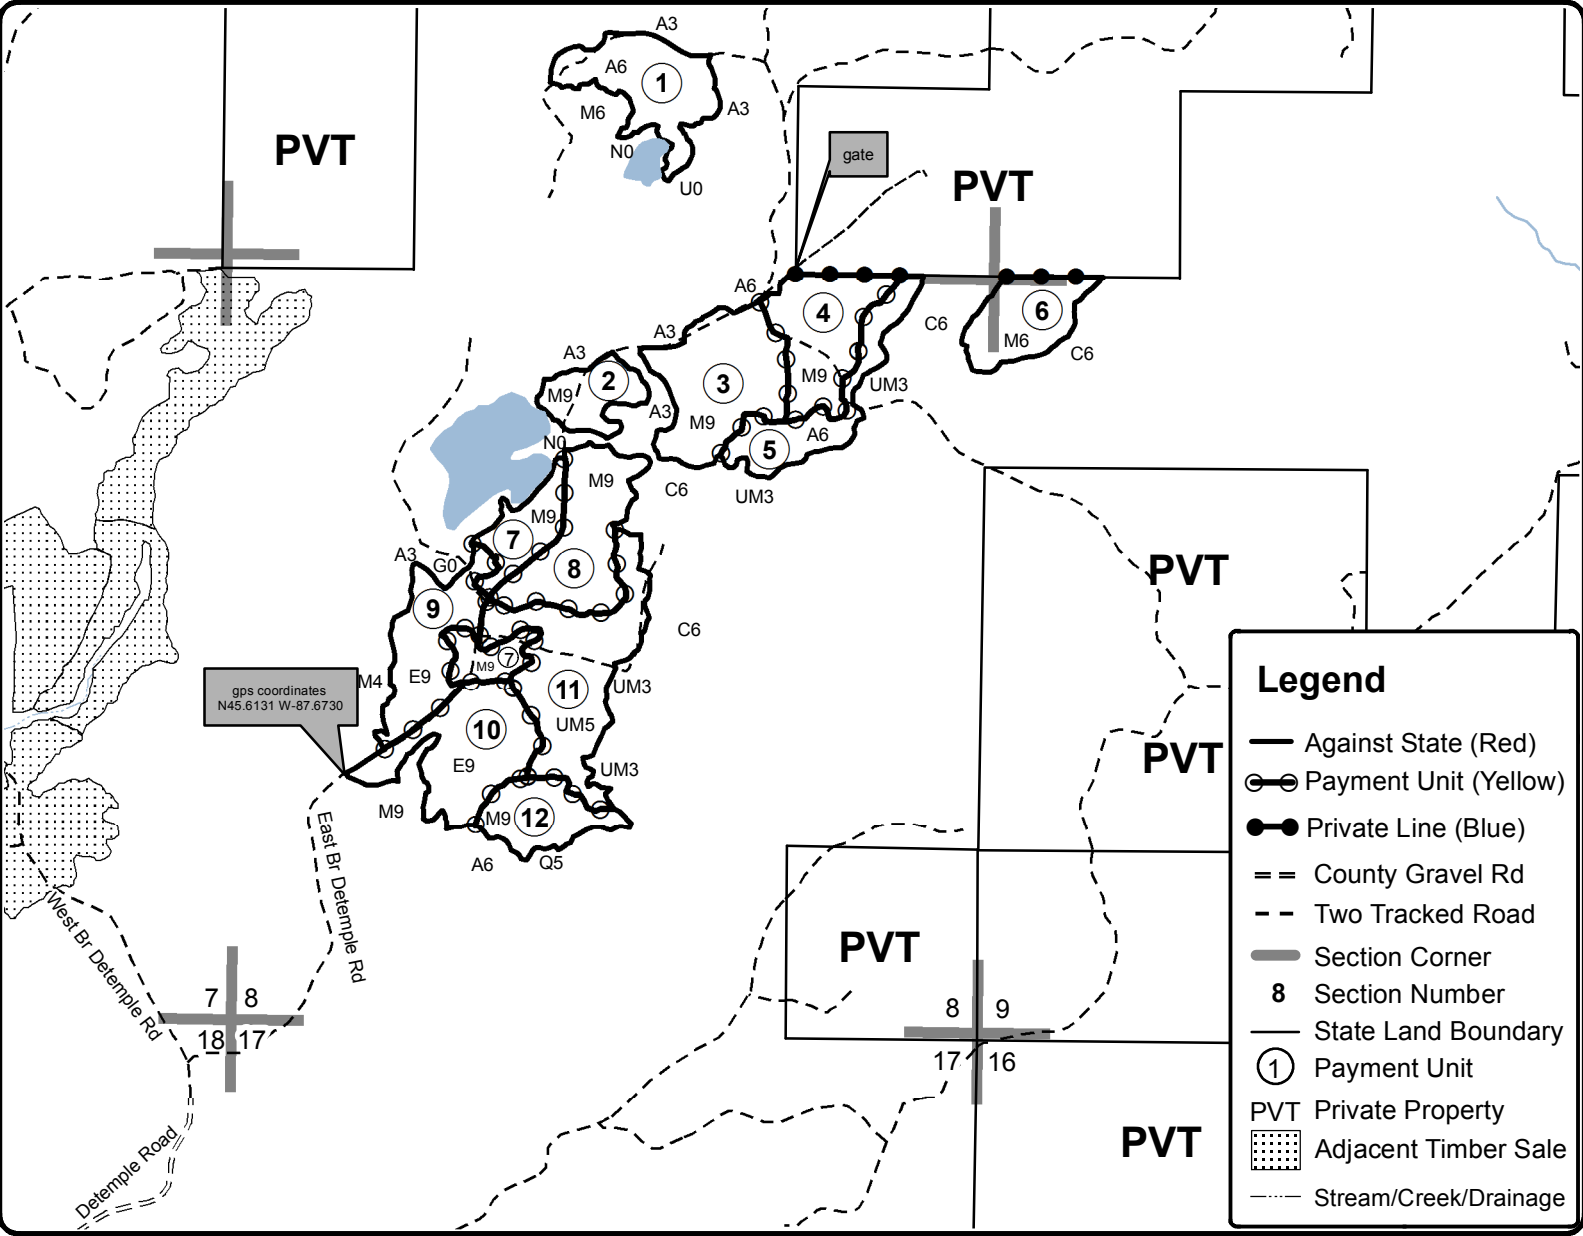 A3
A6
1
A3
M6
N0
U0
PVT
gate
PVT
A6
4
6
C6
M6
C6
A3
A3
2
3
M9
UM3
M9
A3
M9
A6
5
N0
M9
C6
UM3
M9
7
8
A3
G0
9
PVT
C6
M9
7
E9
M4
11
UM3
gps coordinates
N45.6131 W-87.6730
UM5
10
E9
UM3
PVT
M9
M9
12
A6
Q5
East Br Detemple Rd
West Br Detemple Rd
Detemple Road
7 8
18 17
PVT
8 9
17 16
PVT
Legend
Against State (Red)
Payment Unit (Yellow)
Private Line (Blue)
County Gravel Rd
Two Tracked Road
Section Corner
8 Section Number
State Land Boundary
1 Payment Unit
PVT Private Property
Adjacent Timber Sale
Stream/Creek/Drainage